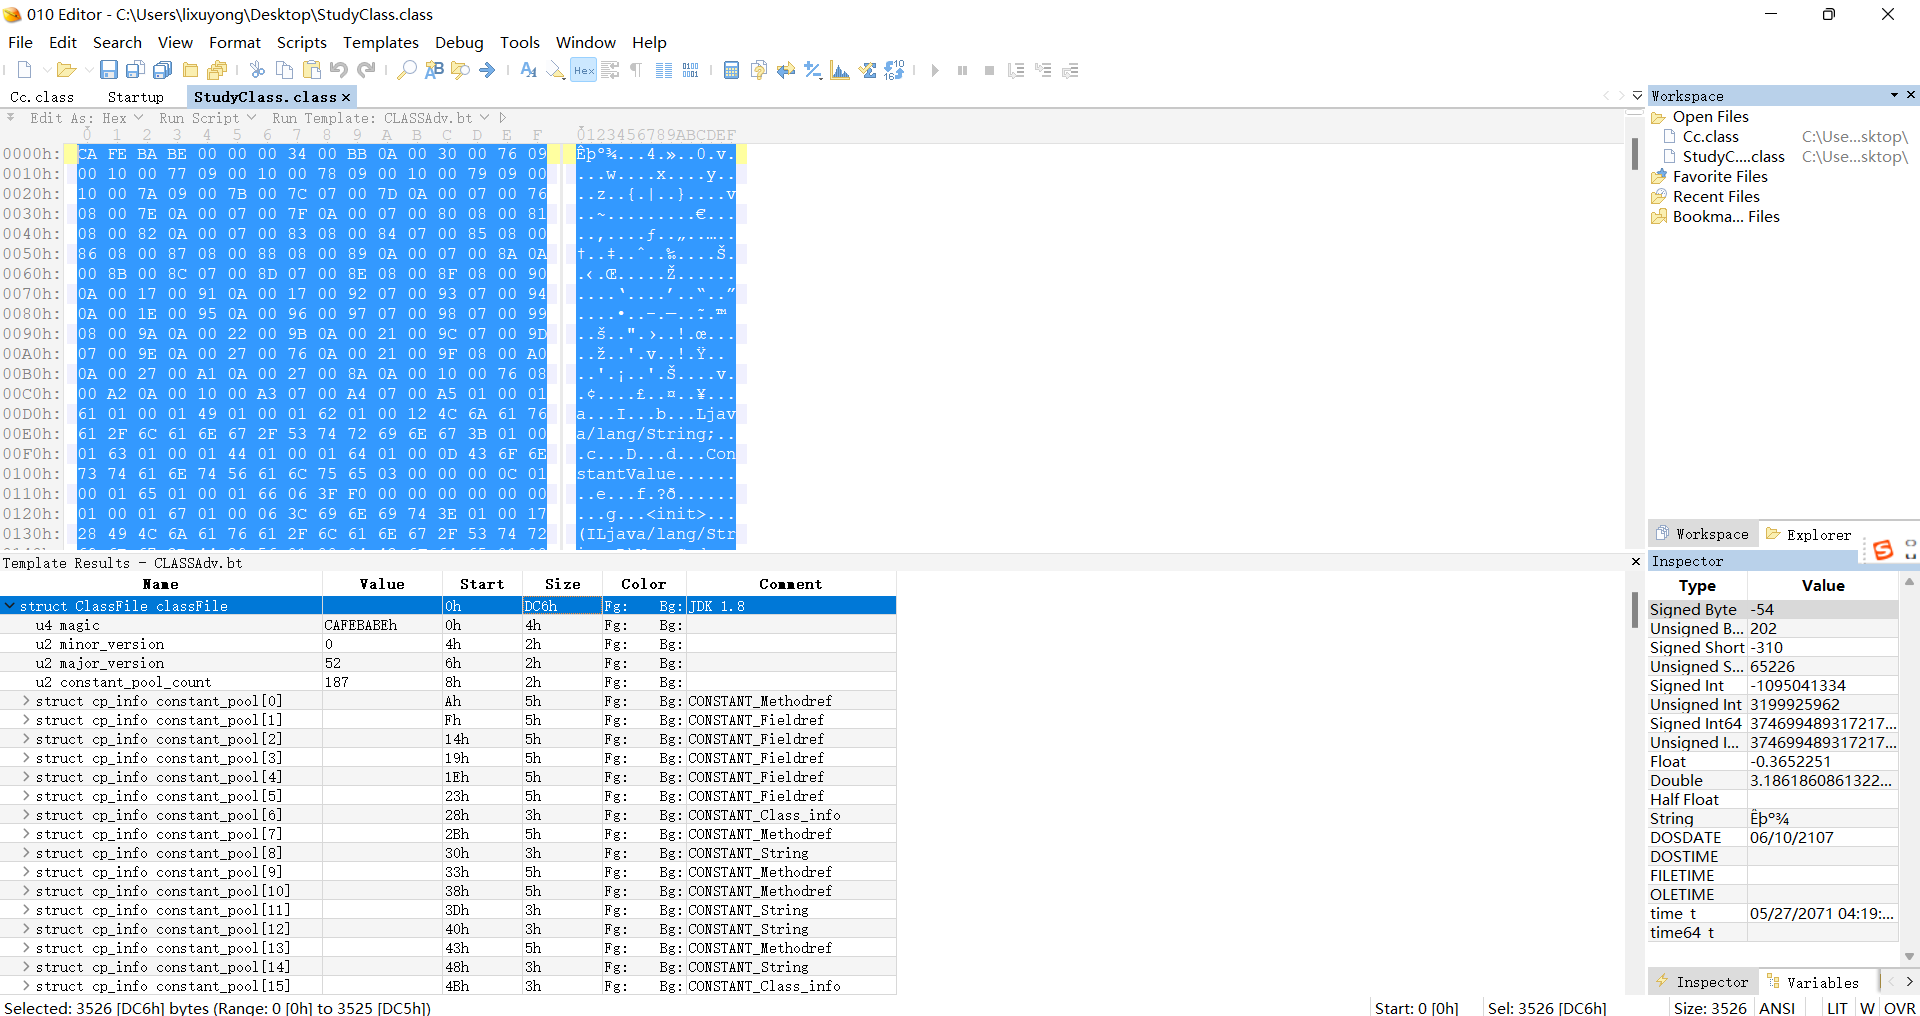 010 Editor - C:\Users\lixuyong\Desktop\StudyClass.class
File Edit Search View Format Scripts Templates Debug Tools Window Help
Cc.class Startup StudyClass.class
Edit As: Hex Run Script Run Template: CLASSAdv.bt
0 1 2 3 4 5 6 7 8 9 A B C D E F 0123456789ABCDEF
0000h: CA FE BA BE 00 00 00 34 00 BB 0A 00 30 00 76 09 Êþº¾...4.»..0.v.
0010h: 00 10 00 77 09 00 10 00 78 09 00 10 00 79 09 00 ...w....x....y..
0020h: 10 00 7A 09 00 7B 00 7C 07 00 7D 0A 00 07 00 76 ..z..{.|..}....v
0030h: 08 00 7E 0A 00 07 00 7F 0A 00 07 00 80 08 00 81 ..~.........€...
0040h: 08 00 82 0A 00 07 00 83 08 00 84 07 00 85 08 00 ..‚....ƒ..„..…..
0050h: 86 08 00 87 08 00 88 08 00 89 0A 00 07 00 8A 0A †..‡..ˆ..‰....Š.
0060h: 00 8B 00 8C 07 00 8D 07 00 8E 08 00 8F 08 00 90 .‹.Œ.....Ž......
0070h: 0A 00 17 00 91 0A 00 17 00 92 07 00 93 07 00 94 ....‘....’..“..”
0080h: 0A 00 1E 00 95 0A 00 96 00 97 07 00 98 07 00 99 ....•..–.—..˜..™
0090h: 08 00 9A 0A 00 22 00 9B 0A 00 21 00 9C 07 00 9D ..š..".›..!.œ...
00A0h: 07 00 9E 0A 00 27 00 76 0A 00 21 00 9F 08 00 A0 ..ž..'.v..!.Ÿ..
00B0h: 0A 00 27 00 A1 0A 00 27 00 8A 0A 00 10 00 76 08 ..'.¡..'.Š....v.
00C0h: 00 A2 0A 00 10 00 A3 07 00 A4 07 00 A5 01 00 01 .¢....£..¤..¥...
00D0h: 61 01 00 01 49 01 00 01 62 01 00 12 4C 6A 61 76 a...I...b...Ljav
00E0h: 61 2F 6C 61 6E 67 2F 53 74 72 69 6E 67 3B 01 00 a/lang/String;..
00F0h: 01 63 01 00 01 44 01 00 01 64 01 00 0D 43 6F 6E .c...D...d...Con
0100h: 73 74 61 6E 74 56 61 6C 75 65 03 00 00 00 0C 01 stantValue......
0110h: 00 01 65 01 00 01 66 06 3F F0 00 00 00 00 00 00 ..e...f.?ð......
0120h: 01 00 01 67 01 00 06 3C 69 6E 69 74 3E 01 00 17 ...g...<init>...
0130h: 28 49 4C 6A 61 76 61 2F 6C 61 6E 67 2F 53 74 72 (ILjava/lang/Str
Template Results - CLASSAdv.bt
Name Value Start Size Color Comment
struct ClassFile classFile 0h DC6h Fg: Bg: JDK 1.8
u4 magic CAFEBABEh 0h 4h Fg: Bg:
u2 minor_version 0 4h 2h Fg: Bg:
u2 major_version 52 6h 2h Fg: Bg:
u2 constant_pool_count 187 8h 2h Fg: Bg:
struct cp_info constant_pool[0] Ah 5h Fg: Bg: CONSTANT_Methodref
struct cp_info constant_pool[1] Fh 5h Fg: Bg: CONSTANT_Fieldref
struct cp_info constant_pool[2] 14h 5h Fg: Bg: CONSTANT_Fieldref
struct cp_info constant_pool[3] 19h 5h Fg: Bg: CONSTANT_Fieldref
struct cp_info constant_pool[4] 1Eh 5h Fg: Bg: CONSTANT_Fieldref
struct cp_info constant_pool[5] 23h 5h Fg: Bg: CONSTANT_Fieldref
struct cp_info constant_pool[6] 28h 3h Fg: Bg: CONSTANT_Class_info
struct cp_info constant_pool[7] 2Bh 5h Fg: Bg: CONSTANT_Methodref
struct cp_info constant_pool[8] 30h 3h Fg: Bg: CONSTANT_String
struct cp_info constant_pool[9] 33h 5h Fg: Bg: CONSTANT_Methodref
struct cp_info constant_pool[10] 38h 5h Fg: Bg: CONSTANT_Methodref
struct cp_info constant_pool[11] 3Dh 3h Fg: Bg: CONSTANT_String
struct cp_info constant_pool[12] 40h 3h Fg: Bg: CONSTANT_String
struct cp_info constant_pool[13] 43h 5h Fg: Bg: CONSTANT_Methodref
struct cp_info constant_pool[14] 48h 3h Fg: Bg: CONSTANT_String
struct cp_info constant_pool[15] 4Bh 3h Fg: Bg: CONSTANT_Class_info
Workspace
Open Files
Cc.class C:\Use...sktop\
StudyC....class C:\Use...sktop\
Favorite Files
Recent Files
Bookma... Files
Workspace Explorer
Inspector
Type Value
Signed Byte -54
Unsigned B... 202
Signed Short -310
Unsigned S... 65226
Signed Int -1095041334
Unsigned Int 3199925962
Signed Int64 374699489317217...
Unsigned I... 374699489317217...
Float -0.3652251
Double 3.1861860861322...
Half Float
String Êþº¾
DOSDATE 06/10/2107
DOSTIME
FILETIME
OLETIME
time_t 05/27/2071 04:19:...
time64_t
Inspector Variables
Selected: 3526 [DC6h] bytes (Range: 0 [0h] to 3525 [DC5h]) Start: 0 [0h] Sel: 3526 [DC6h] Size: 3526 ANSI LIT W OVR